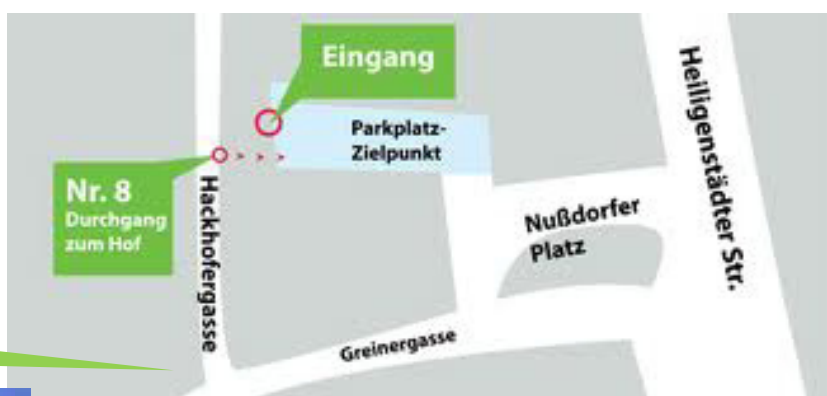 Eingang
Parkplatz-
Zielpunkt
Nr. 8
Durchgang
zum Hof
Hackhofergasse
Nußdorfer
Platz
Heiligenstädter Str.
Greinergasse